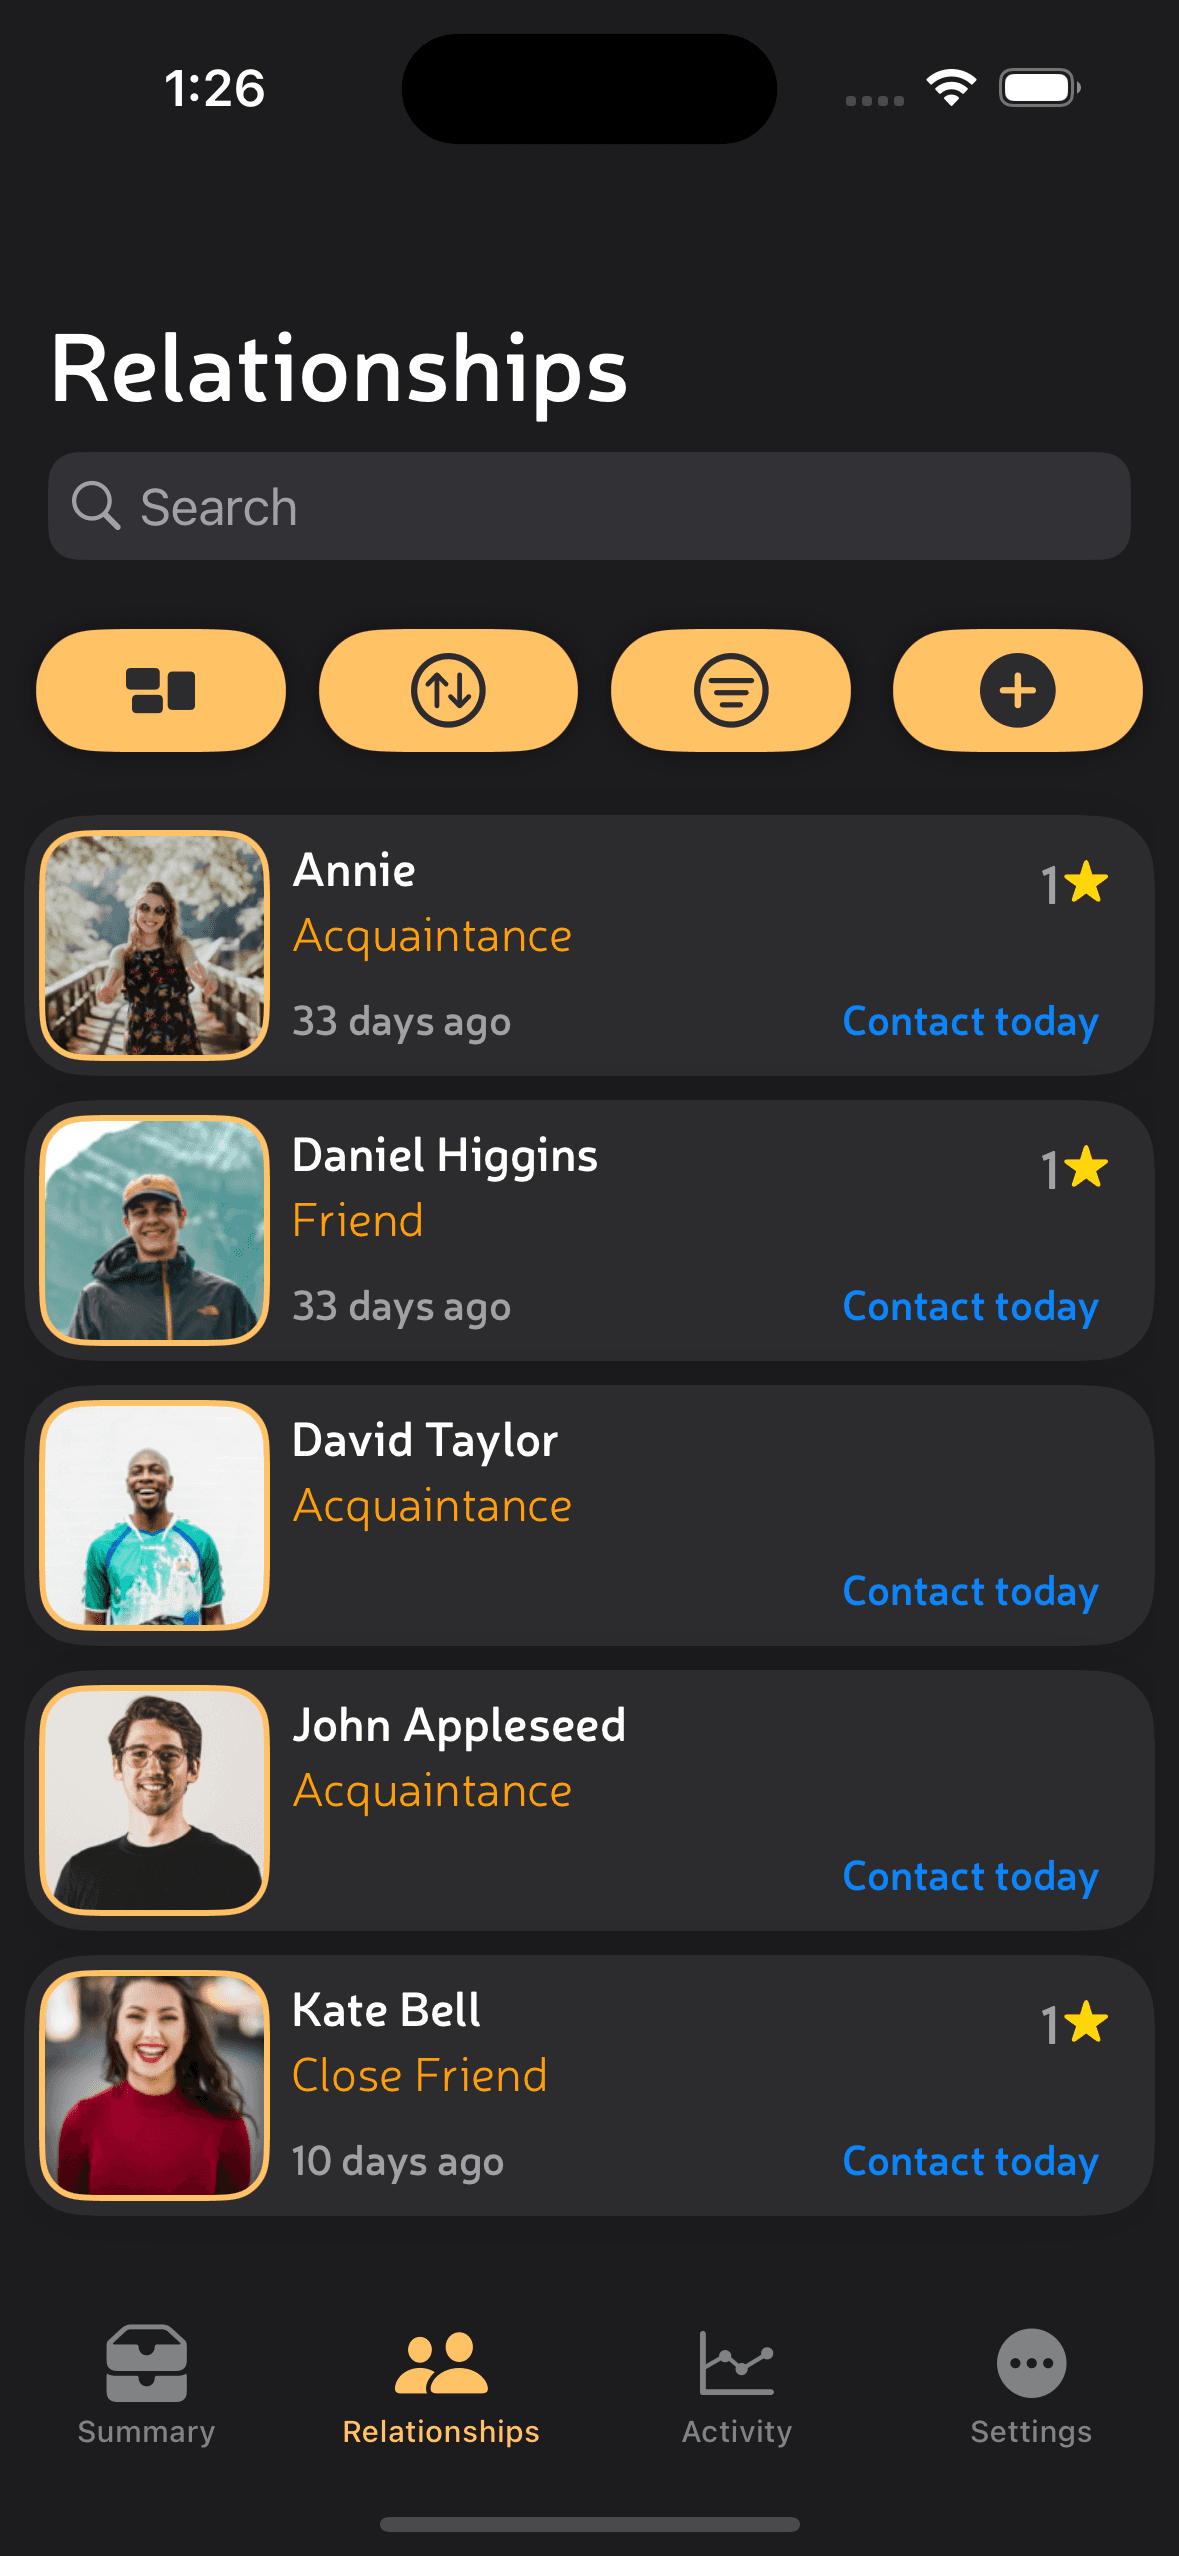 1:26
Relationships
Search
Annie
1
Acquaintance
33 days ago
Contact today
Daniel Higgins
1
Friend
33 days ago
Contact today
David Taylor
Acquaintance
Contact today
John Appleseed
Acquaintance
Contact today
Kate Bell
1
Close Friend
10 days ago
Contact today
Summary
Relationships
Activity
Settings